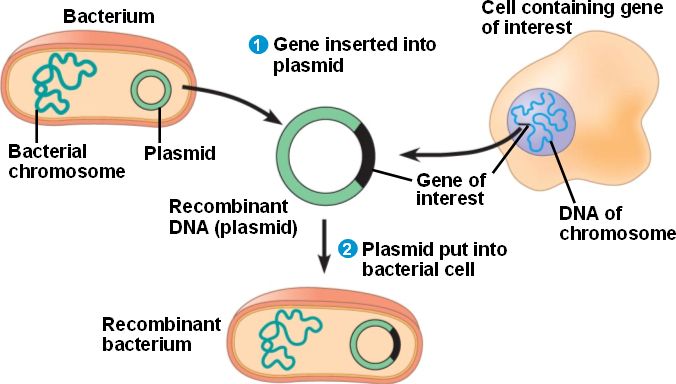 Bacterium
Cell containing gene
of interest
1 Gene inserted into
plasmid
Bacterial
chromosome
Plasmid
Gene of
interest
Recombinant
DNA (plasmid)
DNA of
chromosome
2 Plasmid put into
bacterial cell
Recombinant
bacterium